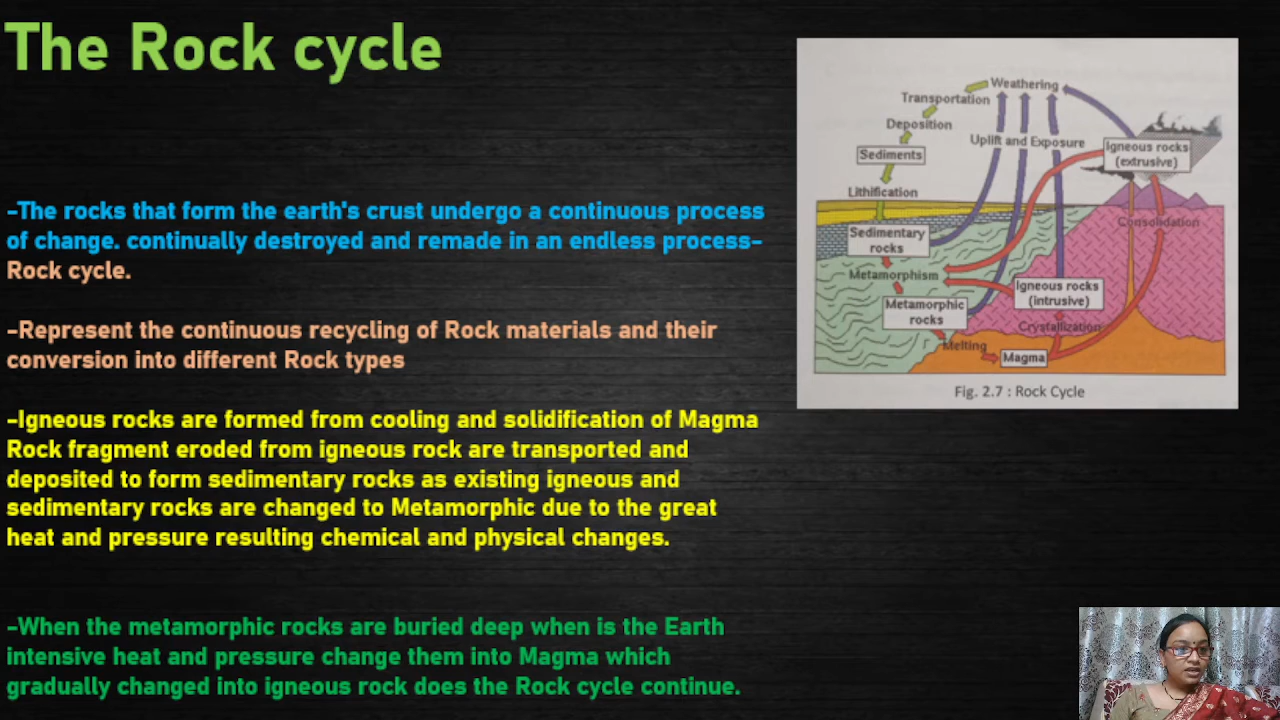 The Rock cycle
-The rocks that form the earth's crust undergo a continuous process
of change. continually destroyed and remade in an endless process-
Rock cycle.
-Represent the continuous recycling of Rock materials and their
conversion into different Rock types
-Igneous rocks are formed from cooling and solidification of Magma
Rock fragment eroded from igneous rock are transported and
deposited to form sedimentary rocks as existing igneous and
sedimentary rocks are changed to Metamorphic due to the great
heat and pressure resulting chemical and physical changes.
-When the metamorphic rocks are buried deep when is the Earth
intensive heat and pressure change them into Magma which
gradually changed into igneous rock does the Rock cycle continue.
Weathering
Transportation
Deposition
Uplift and Exposure
Igneous rocks
(extrusive)
Sediments
Lithification
Consolidation
Sedimentary
rocks
Metamorphism
Igneous rocks
(intrusive)
Metamorphic
rocks
Crystallization
Melting
Magma
Fig. 2.7 : Rock Cycle